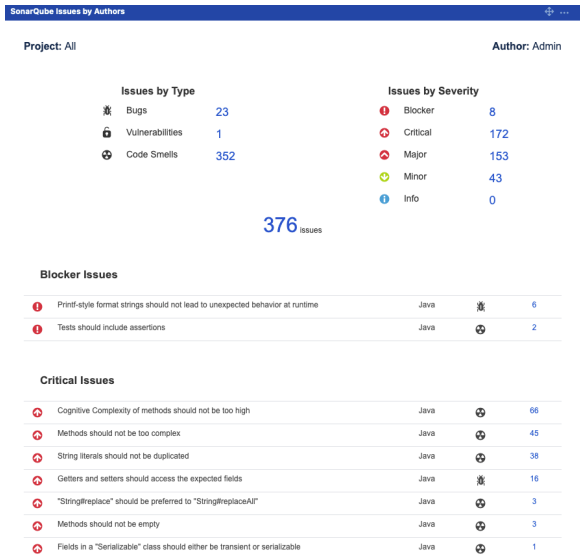 SonarQube Issues by Authors
Project: All Author: Admin
Issues by Type Issues by Severity
Bugs 23 Blocker 8
Vulnerabilities 1 Critical 172
Code Smells 352 Major 153
Minor 43
Info 0
376 issues
Blocker Issues
Printf-style format strings should not lead to unexpected behavior at runtime Java 6
Tests should include assertions Java 2
Critical Issues
Cognitive Complexity of methods should not be too high Java 66
Methods should not be too complex Java 45
String literals should not be duplicated Java 38
Getters and setters should access the expected fields Java 16
"String#replace" should be preferred to "String#replaceAll" Java 3
Methods should not be empty Java 3
Fields in a "Serializable" class should either be transient or serializable Java 1